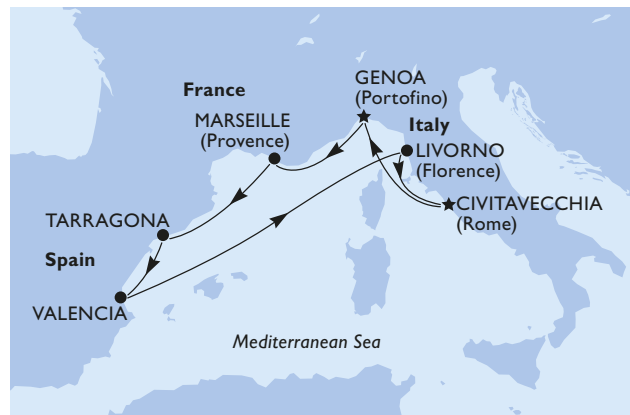 GENOA
(Portofino)
France
MARSEILLE
(Provence)
Italy
LIVORNO
(Florence)
CIVITAVECCHIA
(Rome)
TARRAGONA
Spain
VALENCIA
Mediterranean Sea